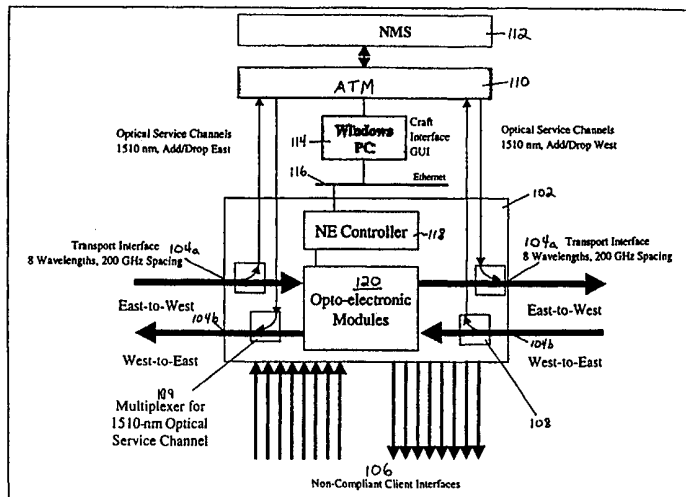 NMS
112
ATM
110
Optical Service Channels
1510 nm, Add/Drop East
114
Windows
PC
Craft
Interface
GUI
Optical Service Channels
1510 nm, Add/Drop West
116
Ethernet
102
NE Controller
118
Transport Interface
104a
8 Wavelengths, 200 GHz Spacing
104a
Transport Interface
8 Wavelengths, 200 GHz Spacing
120
Opto-electronic
Modules
East-to-West
East-to-West
104b
104b
West-to-East
West-to-East
109
Multiplexer for
1510-nm Optical
Service Channel
108
106
Non-Compliant Client Interfaces